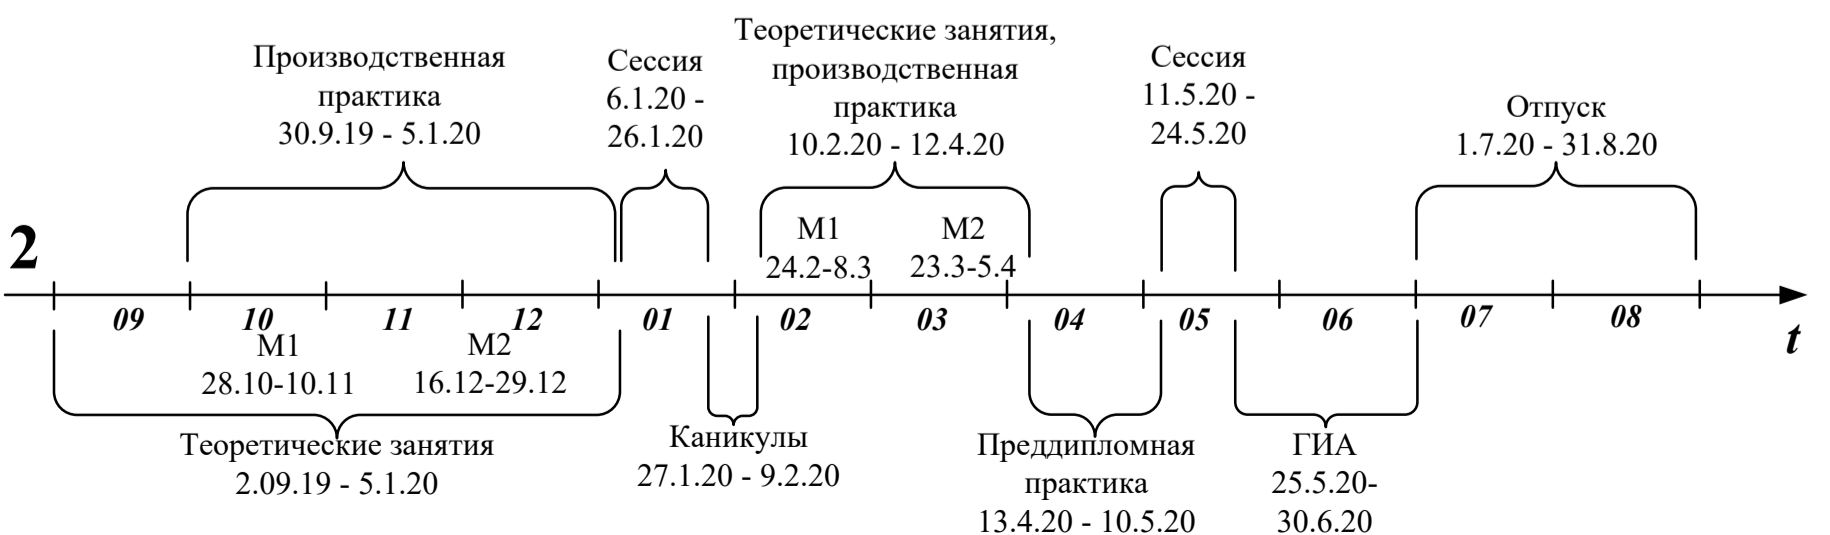 Производственная
практика
30.9.19 - 5.1.20
Сессия
6.1.20 -
26.1.20
Теоретические занятия,
производственная
практика
10.2.20 - 12.4.20
Сессия
11.5.20 -
24.5.20
Отпуск
1.7.20 - 31.8.20
М1
24.2-8.3
М2
23.3-5.4
2
09 10 11 12 01 02 03 04 05 06 07 08
t
М1
28.10-10.11
М2
16.12-29.12
Теоретические занятия
2.09.19 - 5.1.20
Каникулы
27.1.20 - 9.2.20
Преддипломная
практика
13.4.20 - 10.5.20
ГИА
25.5.20-
30.6.20